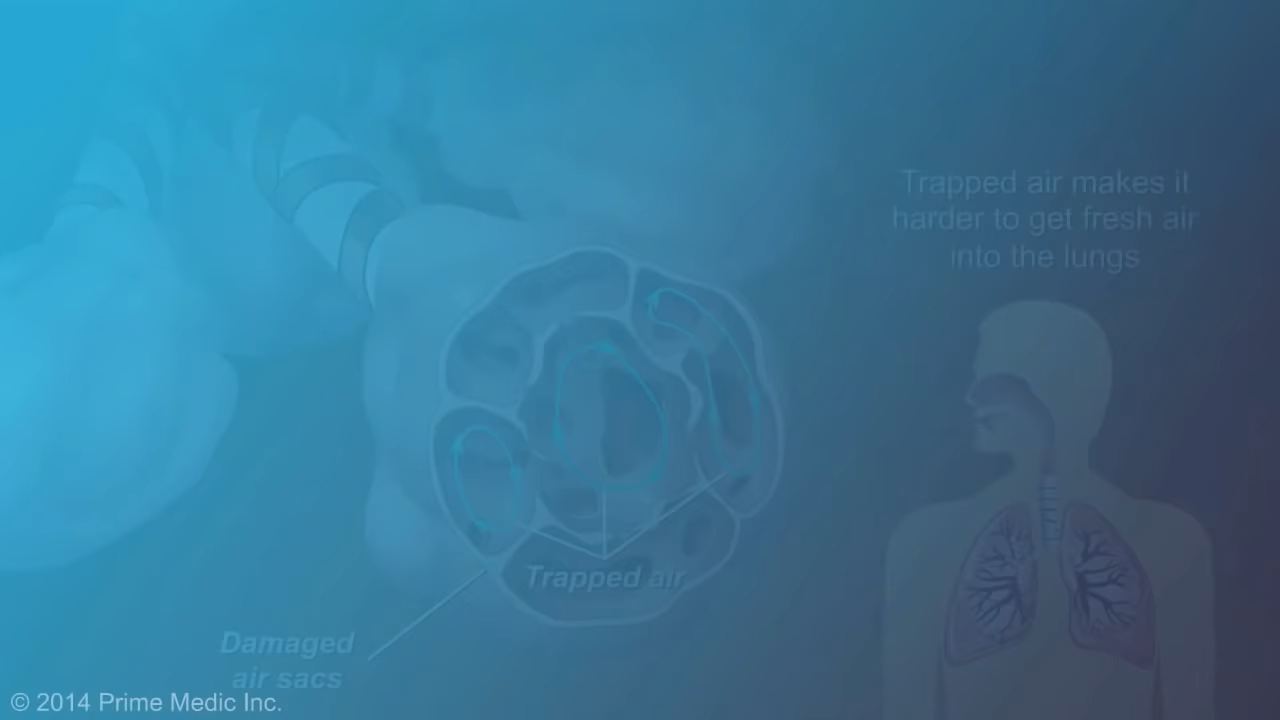 Trapped air makes it
harder to get fresh air
into the lungs
Trapped air
Damaged
air sacs
© 2014 Prime Medic Inc.